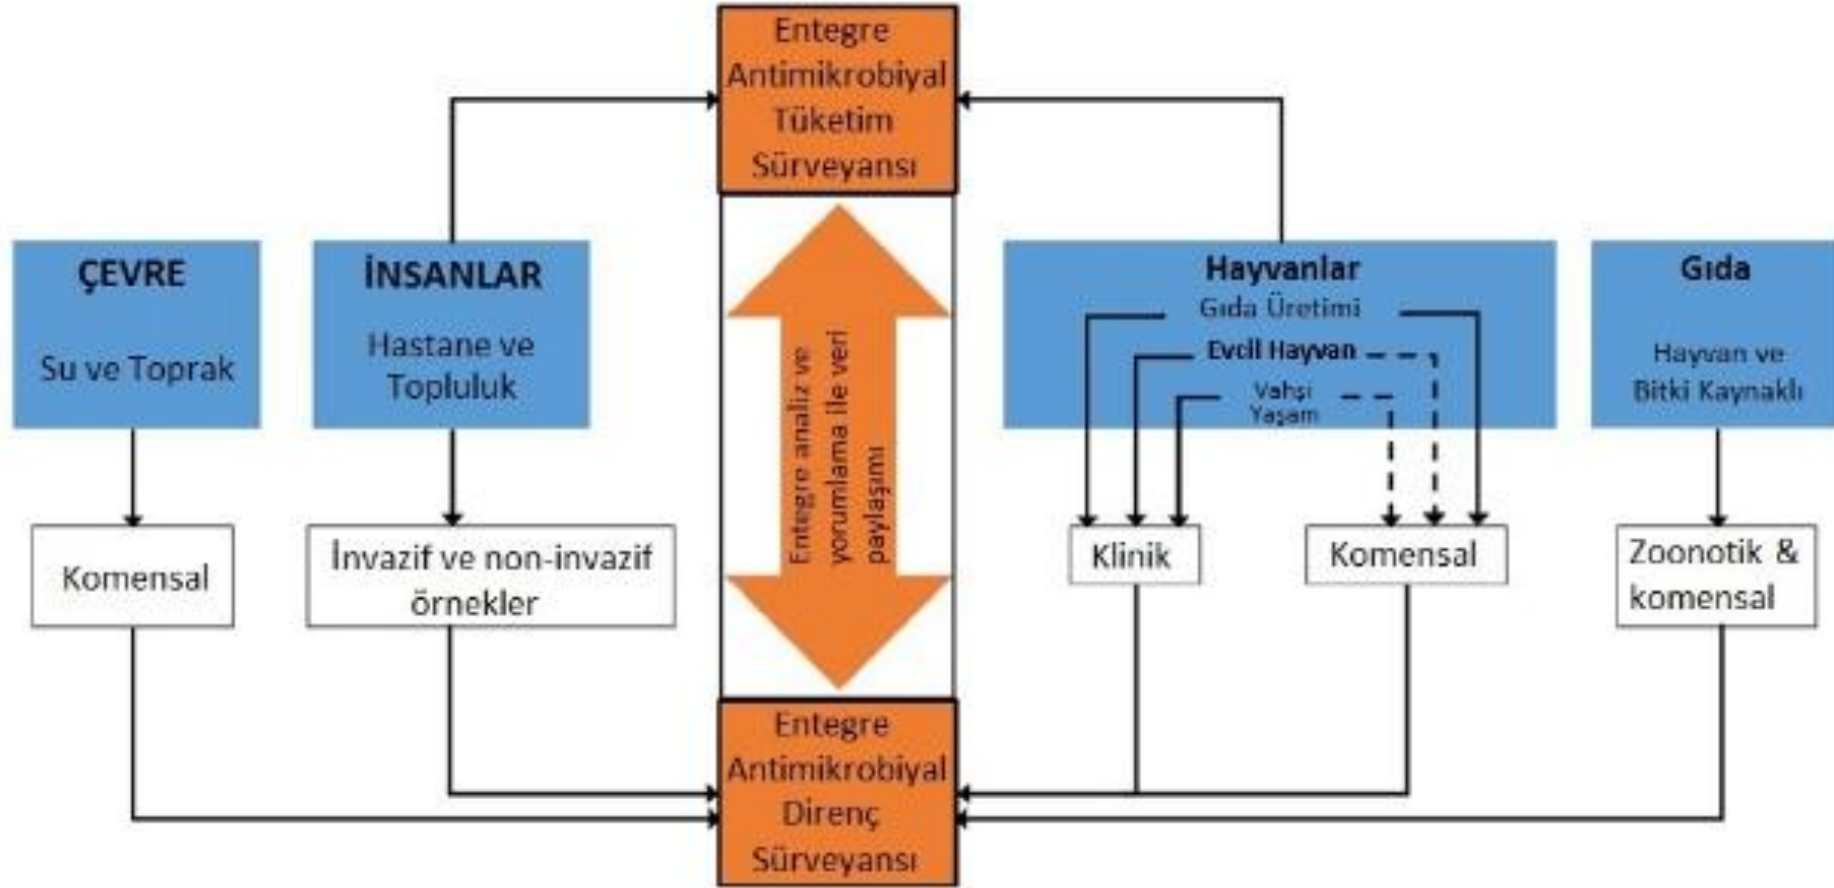 Entegre
Antimikrobiyal
Tüketim
Sürveyansı
ÇEVRE
Su ve Toprak
İNSANLAR
Hastane ve
Topluluk
Entegre analiz ve
yorumlama ile veri
paylaşımı
Hayvanlar
Gıda Üretimi
Evcil Hayvan
Vahşi
Yaşam
Gıda
Hayvan ve
Bitki Kaynaklı
Komensal
İnvazif ve non-invazif
örnekler
Klinik
Komensal
Zoonotik &
komensal
Entegre
Antimikrobiyal
Direnç
Sürveyansı